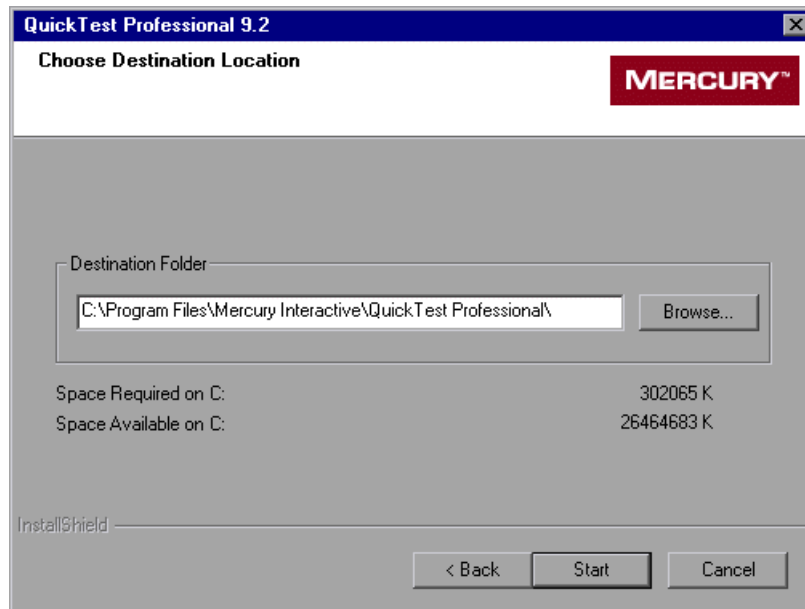 QuickTest Professional 9.2
Choose Destination Location
MERCURY™
Destination Folder
C:\Program Files\Mercury Interactive\QuickTest Professional\
Browse...
Space Required on C: 302065 K
Space Available on C: 26464683 K
InstallShield
< Back Start Cancel